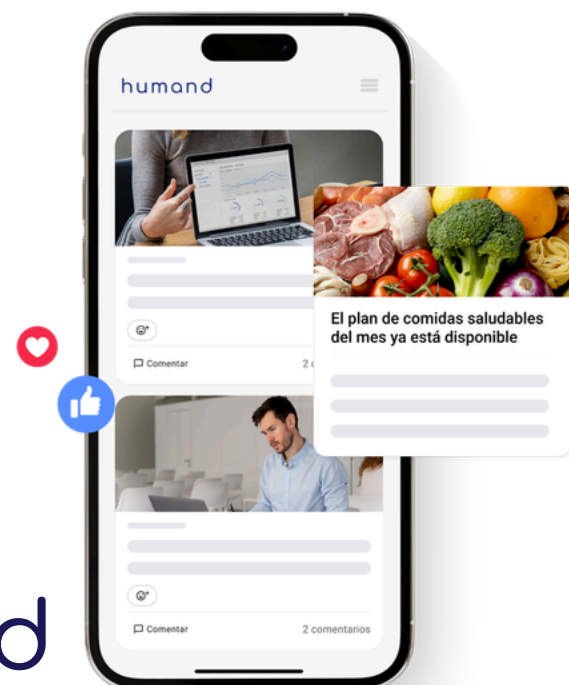 humand
El plan de comidas saludables
del mes ya está disponible
Comentar
Comentar
2 comentarios
d